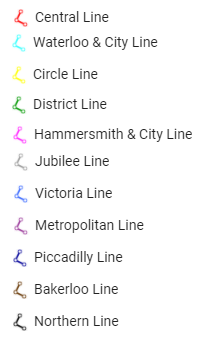 Central Line
Waterloo & City Line
Circle Line
District Line
Hammersmith & City Line
Jubilee Line
Victoria Line
Metropolitan Line
Piccadilly Line
Bakerloo Line
Northern Line